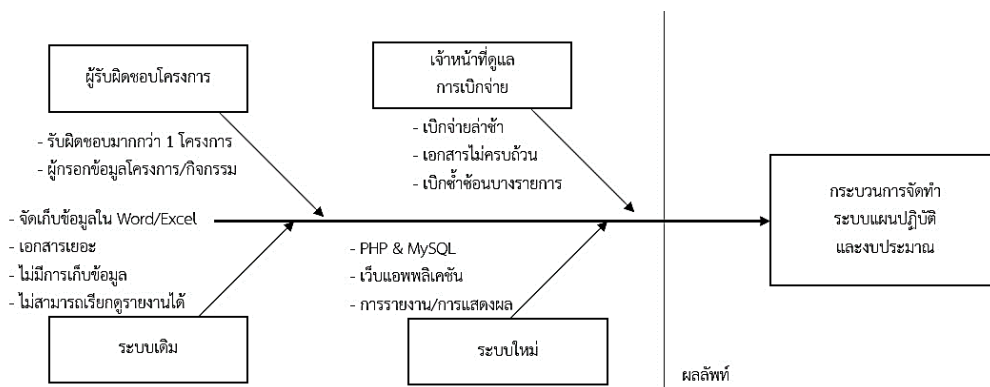 ผู้รับผิดชอบโครงการ
- รับผิดชอบมากกว่า 1 โครงการ
- ผู้กรอกข้อมูลโครงการ/กิจกรรม
เจ้าหน้าที่ดูแล
การเบิกจ่าย
- เบิกจ่ายล่าช้า
- เอกสารไม่ครบถ้วน
- เบิกซ้ำซ้อนบางรายการ
- จัดเก็บข้อมูลใน Word/Excel
- เอกสารเยอะ
- ไม่มีการเก็บข้อมูล
- ไม่สามารถเรียกดูรายงานได้
ระบบเดิม
- PHP & MySQL
- เว็บแอพพลิเคชัน
- การรายงาน/การแสดงผล
ระบบใหม่
กระบวนการจัดทำ
ระบบแผนปฏิบัติ
และงบประมาณ
ผลลัพท์